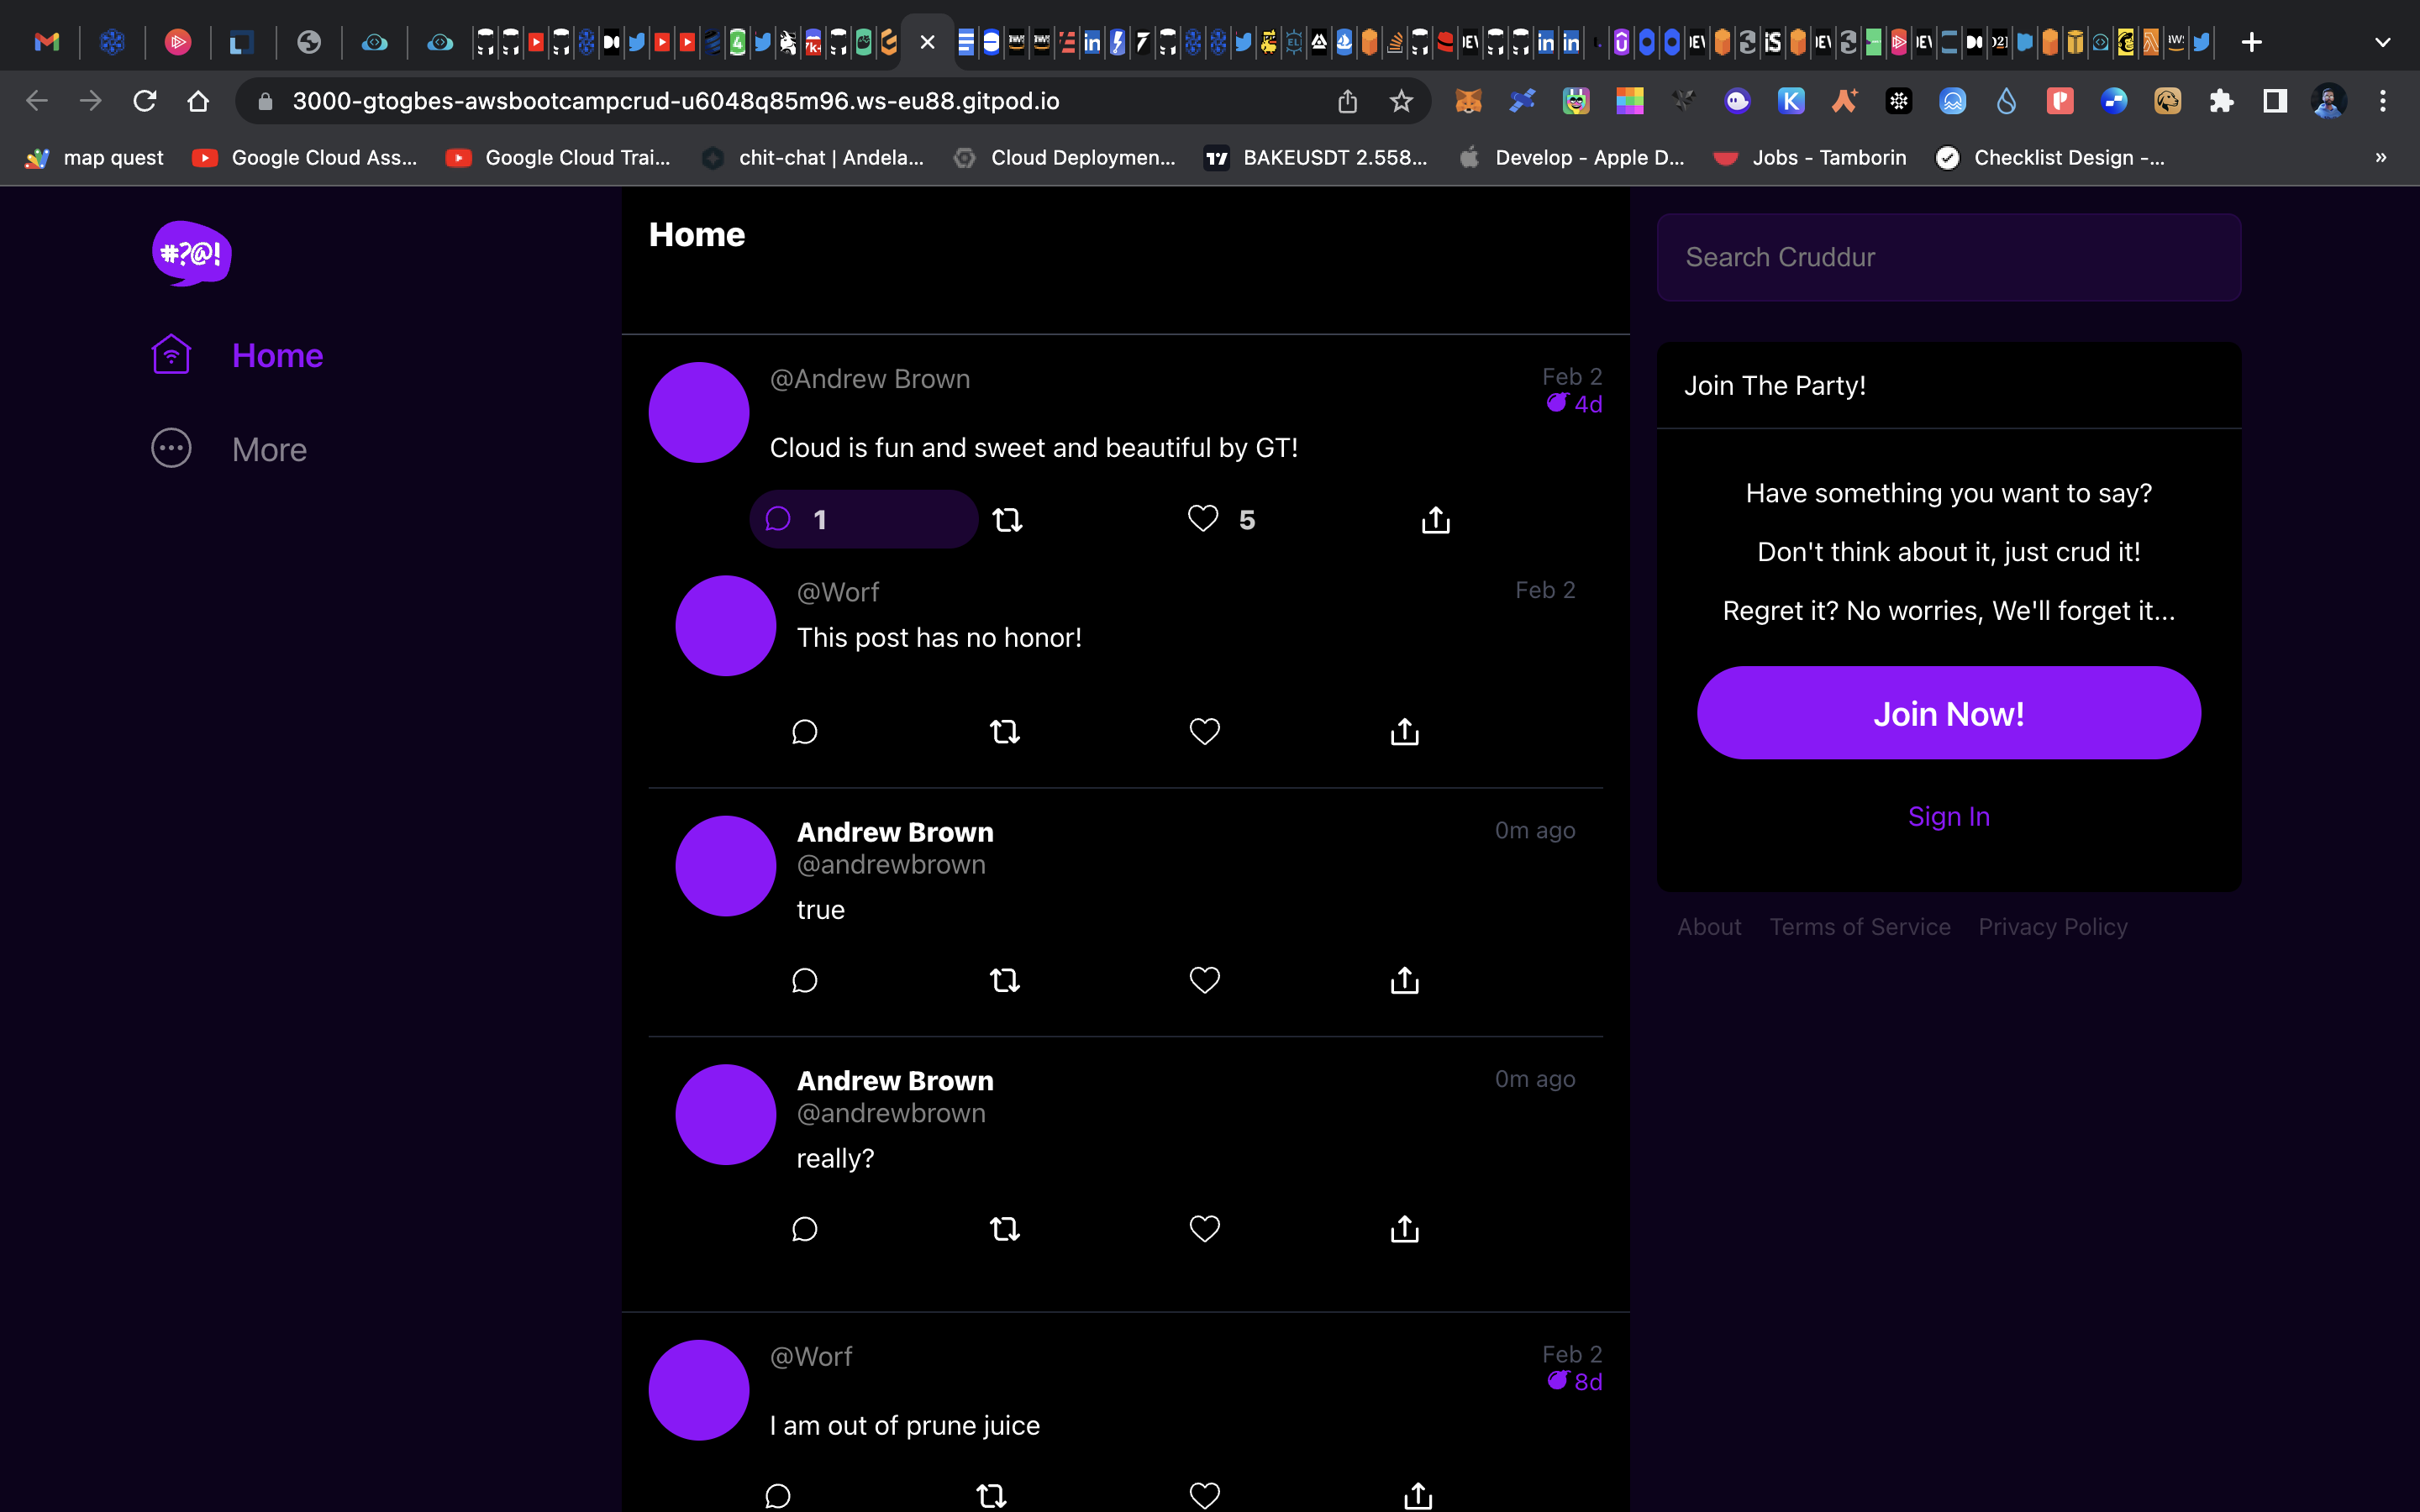 3000-gtogbes-awsbootcampcrud-u6048q85m96.ws-eu88.gitpod.io
map quest
Google Cloud Ass...
Google Cloud Trai...
chit-chat | Andela...
Cloud Deploymen...
BAKEUSDT 2.558...
Develop - Apple D...
Jobs - Tamborin
Checklist Design -...
»
#?@!
Home
More
Home
@Andrew Brown
Feb 2
4d
Cloud is fun and sweet and beautiful by GT!
1
5
@Worf
Feb 2
This post has no honor!
Andrew Brown
0m ago
@andrewbrown
true
Andrew Brown
0m ago
@andrewbrown
really?
@Worf
Feb 2
8d
I am out of prune juice
Search Cruddur
Join The Party!
Have something you want to say?
Don't think about it, just crud it!
Regret it? No worries, We'll forget it...
Join Now!
Sign In
About
Terms of Service
Privacy Policy